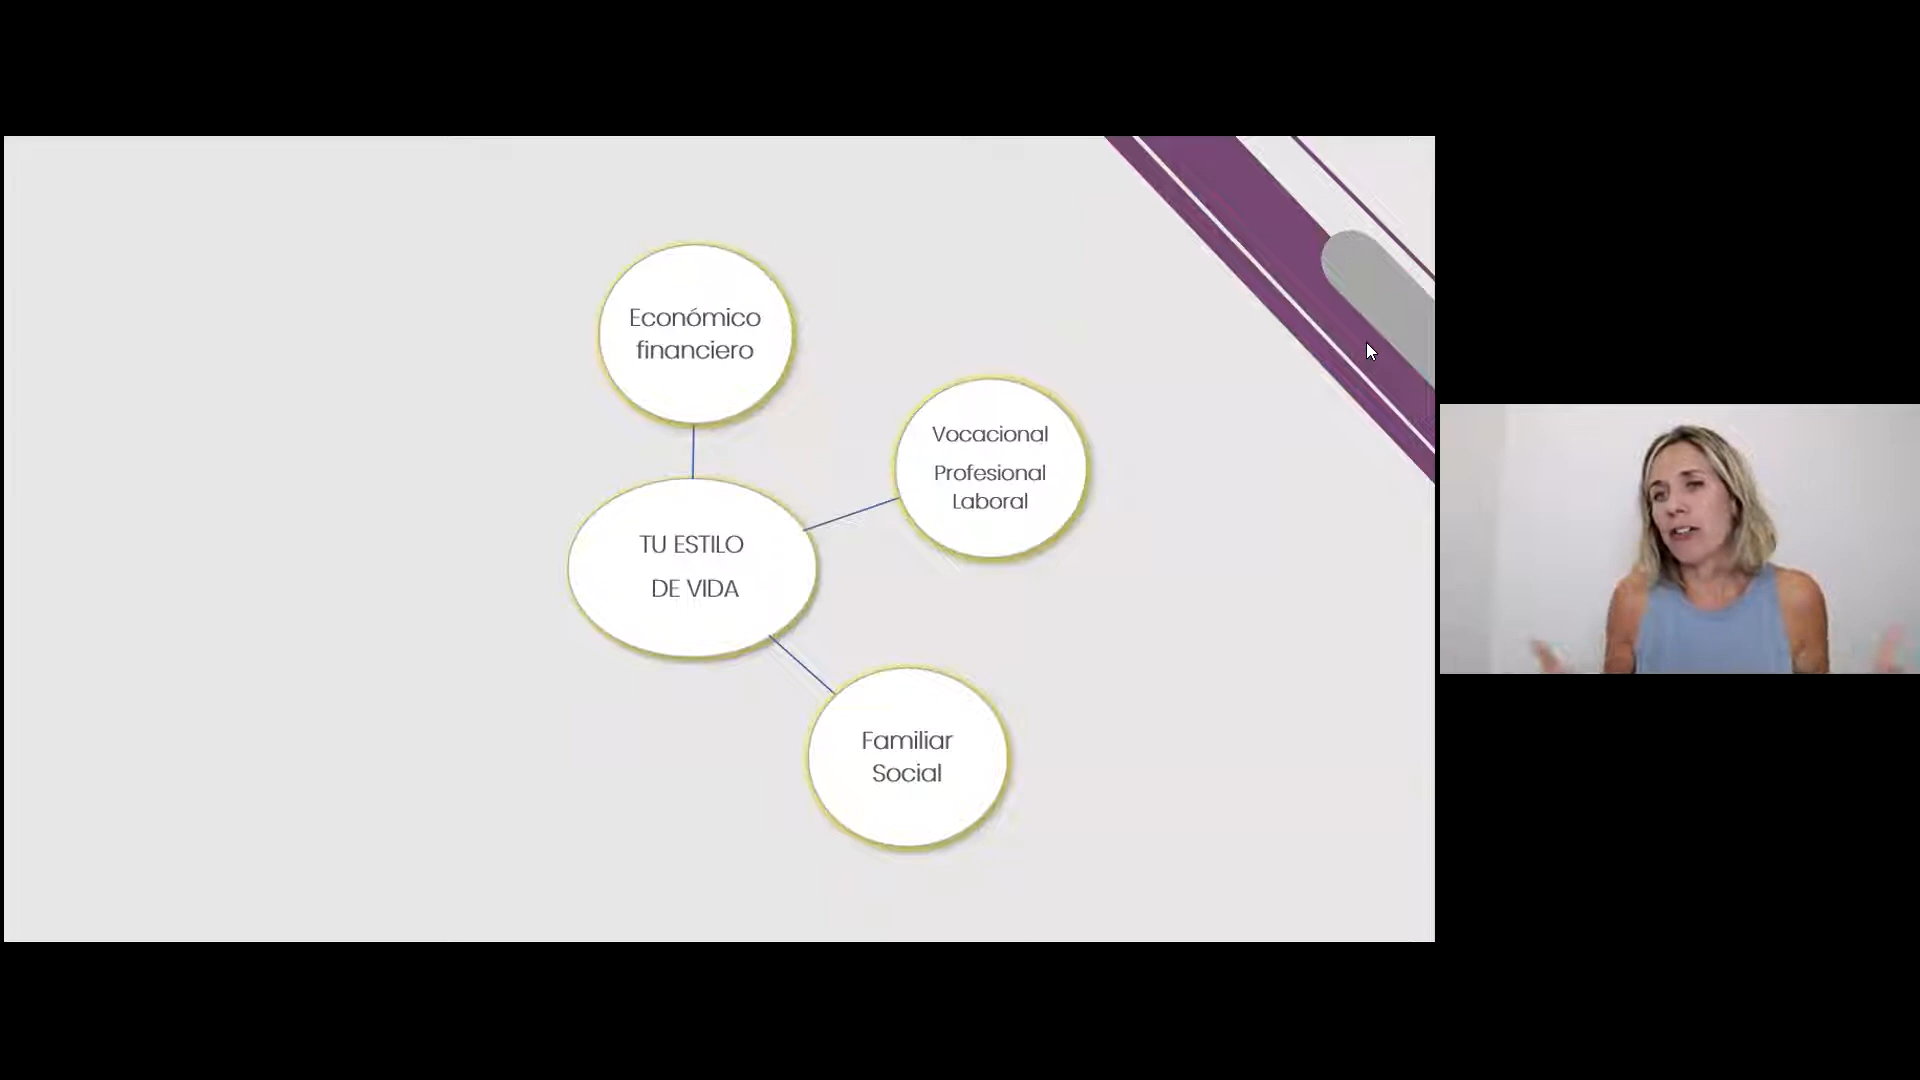 Económico
financiero
Vocacional
Profesional
Laboral
TU ESTILO
DE VIDA
Familiar
Social